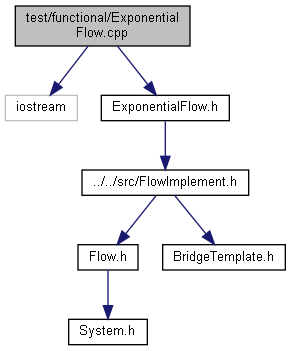 test/functional/Exponential
Flow.cpp
iostream
ExponentialFlow.h
../../src/FlowImplement.h
Flow.h
BridgeTemplate.h
System.h